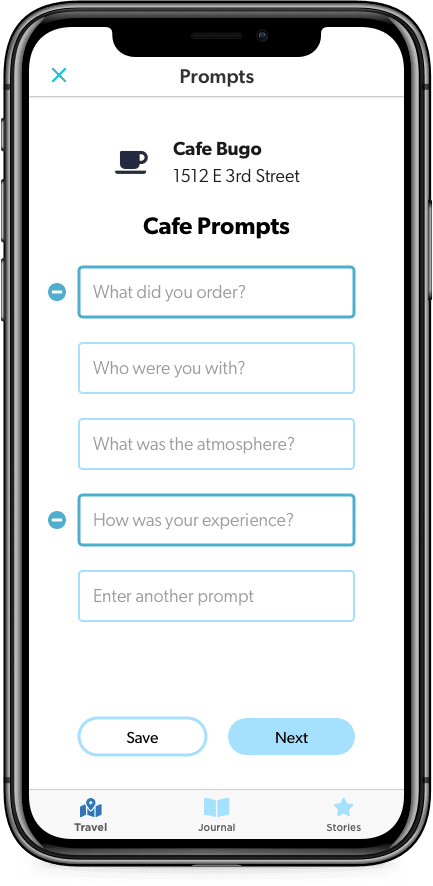 Prompts
Cafe Bugo
1512 E 3rd Street
Cafe Prompts
What did you order?
Who were you with?
What was the atmosphere?
How was your experience?
Enter another prompt
Save
Next
Travel
Journal
Stories